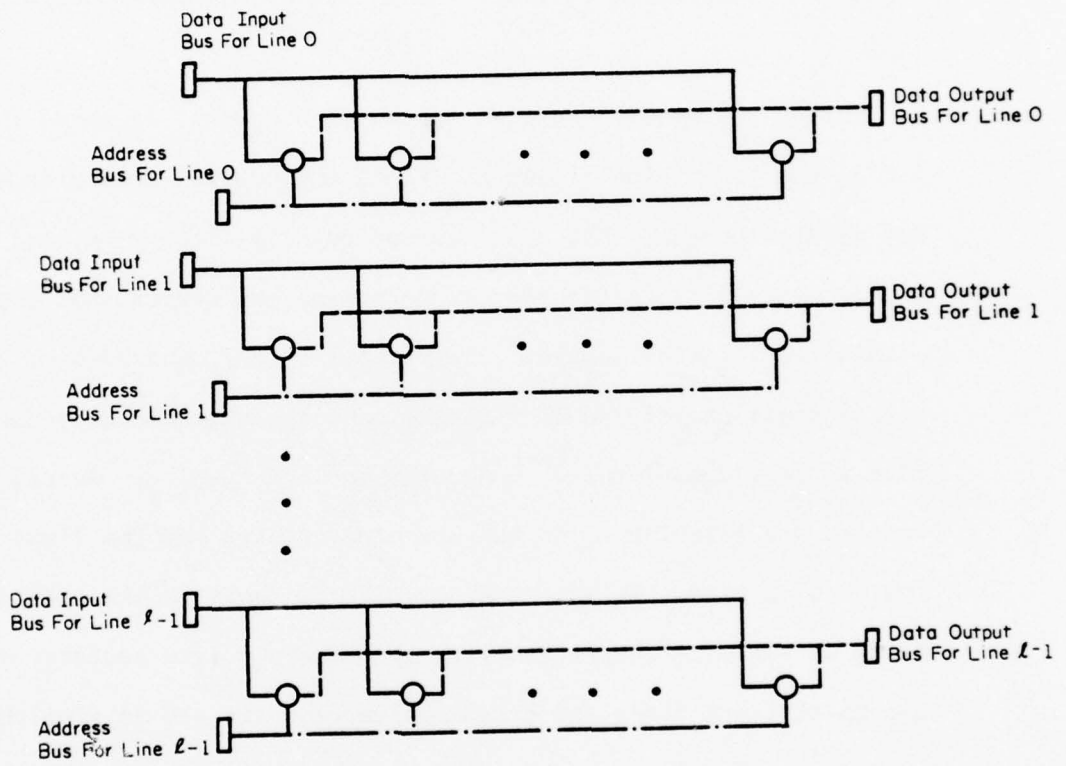 Data Input
Bus For Line 0
Data Output
Bus For Line 0
Address
Bus For Line 0
Data Input
Bus For Line 1
Data Output
Bus For Line 1
Address
Bus For Line 1
Data Input
Bus For Line ℓ-1
Data Output
Bus For Line ℓ-1
Address
Bus For Line ℓ-1